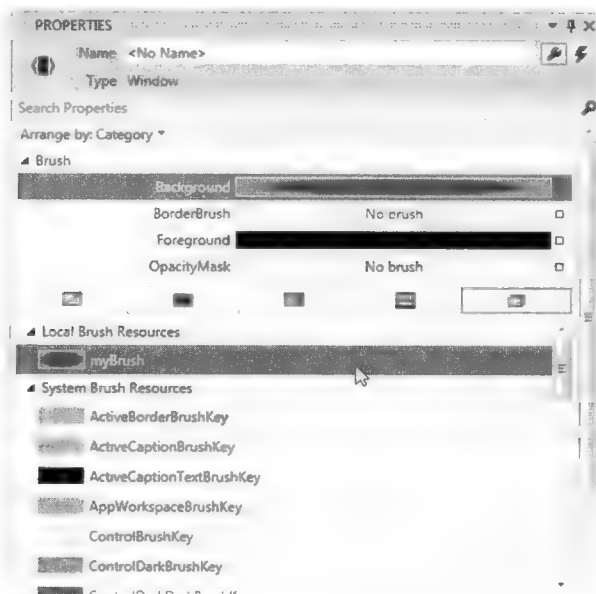 PROPERTIES
Name <No Name>
Type Window
Search Properties
Arrange by: Category
Brush
Background
BorderBrush No brush
Foreground
OpacityMask No brush
Local Brush Resources
myBrush
System Brush Resources
ActiveBorderBrushKey
ActiveCaptionBrushKey
ActiveCaptionTextBrushKey
AppWorkspaceBrushKey
ControlBrushKey
ControlDarkBrushKey